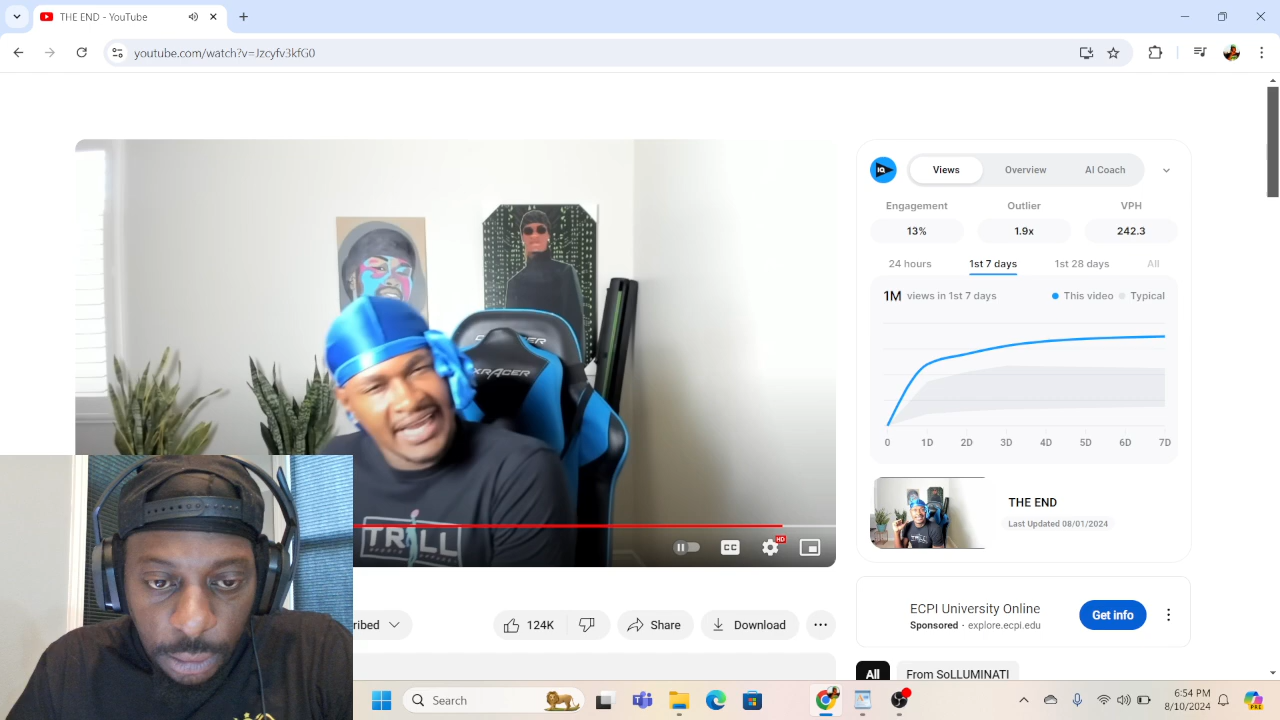 THE END - YouTube
youtube.com/watch?v=Jzcyfv3kfG0
Views
Overview
AI Coach
Engagement
Outlier
VPH
13%
1.9x
242.3
24 hours
1st 7 days
1st 28 days
All
1M views in 1st 7 days
This video
Typical
0
1D
2D
3D
4D
5D
6D
7D
THE END
Last Updated 08/01/2024
XRACER
TRILL
CC
HD
ribed
124K
Share
Download
ECPI University Online
Sponsored · explore.ecpi.edu
Get info
All
From SoLLUMINATI
Search
6:54 PM
8/10/2024